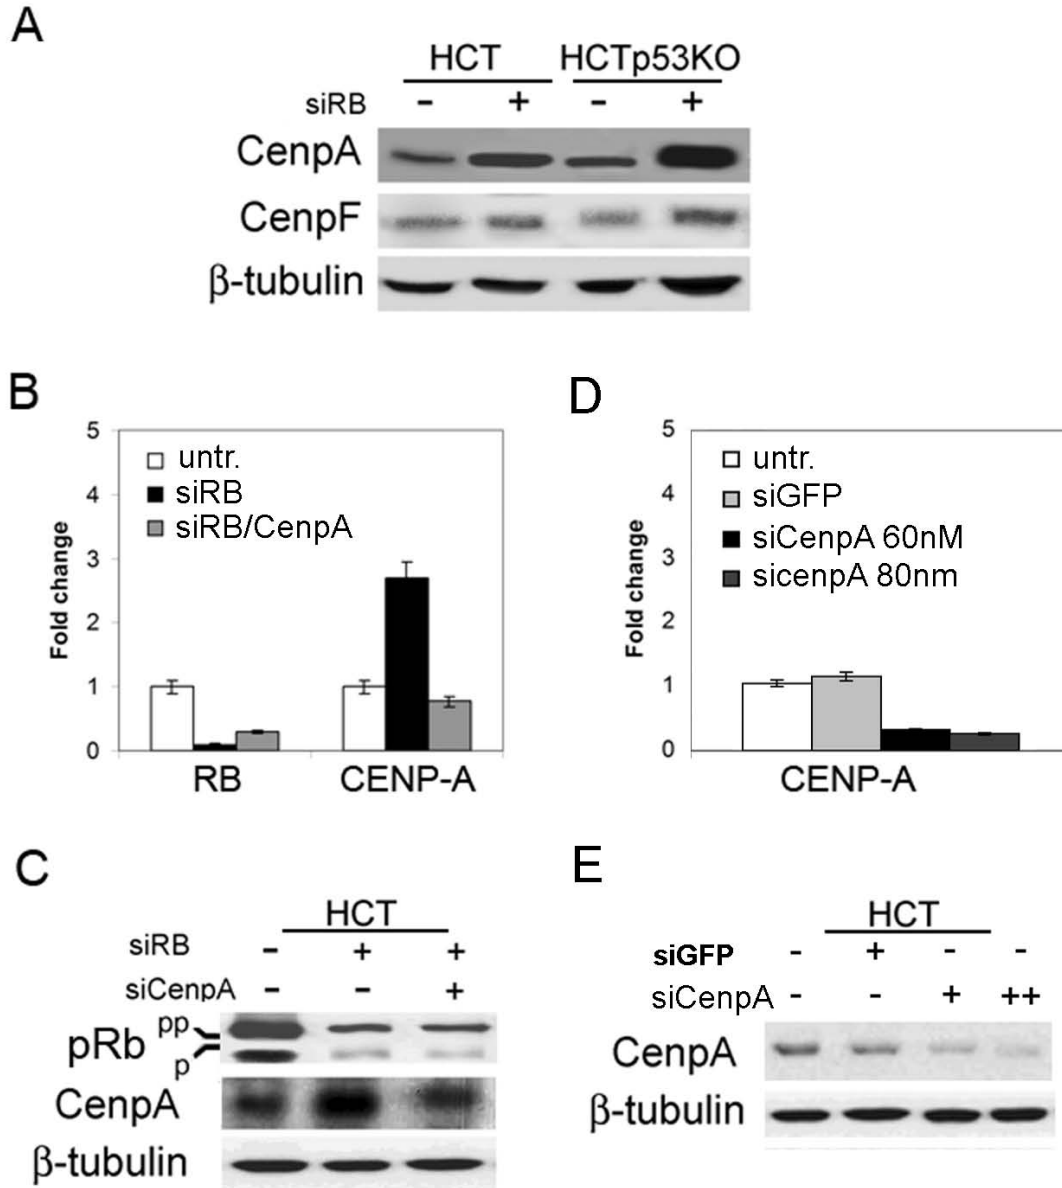 A
HCT HCTp53KO
siRB - + - +
CenpA
CenpF
β-tubulin
B
5
4
3
2
1
0
Fold change
untr.
siRB
siRB/CenpA
RB CENP-A
D
5
4
3
2
1
0
Fold change
untr.
siGFP
siCenpA 60nM
sicenpA 80nm
CENP-A
C
HCT
siRB - + +
siCenpA - - +
pRb pp
p
CenpA
β-tubulin
E
HCT
siGFP - + - -
siCenpA - - + ++
CenpA
β-tubulin